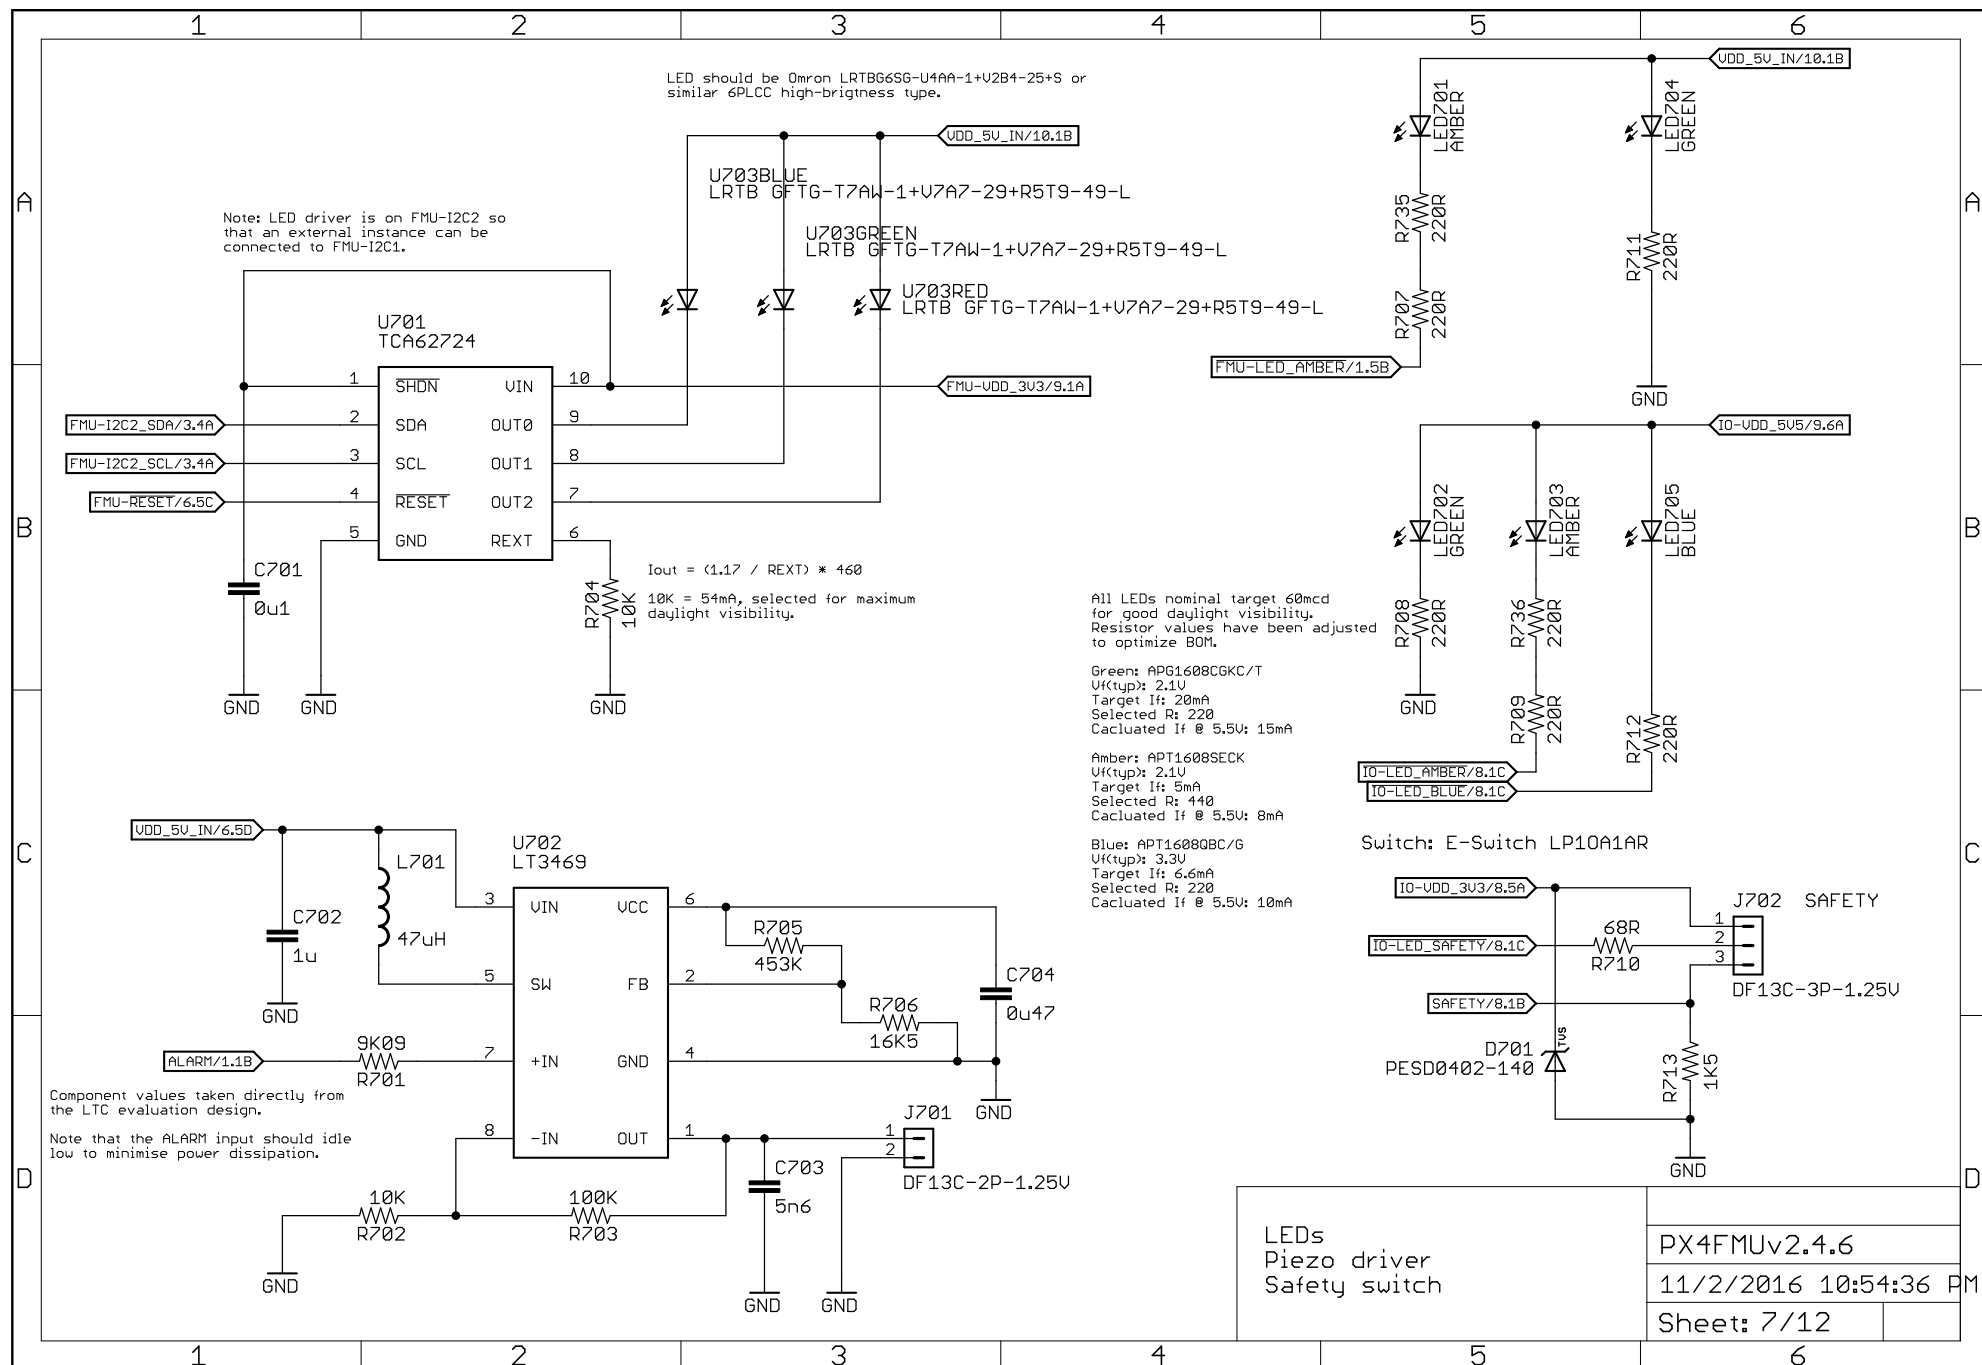 1 2 3 4 5 6
A
B
C
D
A
B
C
D
LED should be Omron LRTBG6SG-U4AA-1+V2B4-25+S or
similar 6PLCC high-brigtness type.
VDD_5V_IN/10.1B
U703BLUE
LRTB GFTG-T7AW-1+V7A7-29+R5T9-49-L
U703GREEN
LRTB GFTG-T7AW-1+V7A7-29+R5T9-49-L
U703RED
LRTB GFTG-T7AW-1+V7A7-29+R5T9-49-L
Note: LED driver is on FMU-I2C2 so
that an external instance can be
connected to FMU-I2C1.
U701
TCA62724
1 SHDN VIN 10
2 SDA OUT0 9
3 SCL OUT1 8
4 RESET OUT2 7
5 GND REXT 6
FMU-VDD_3V3/9.1A
FMU-I2C2_SDA/3.4A
FMU-I2C2_SCL/3.4A
FMU-RESET/6.5C
C701
0u1
GND
GND
R704
10K
GND
Iout = (1.17 / REXT) * 460
10K = 54mA, selected for maximum
daylight visibility.
VDD_5V_IN/10.1B
LED701
AMBER
LED704
GREEN
R735
220R
R711
220R
R707
220R
FMU-LED_AMBER/1.5B
GND
IO-VDD_5V5/9.6A
LED702
GREEN
LED703
AMBER
LED705
BLUE
R708
220R
R736
220R
GND
R709
220R
R712
220R
IO-LED_AMBER/8.1C
IO-LED_BLUE/8.1C
All LEDs nominal target 60mcd
for good daylight visibility.
Resistor values have been adjusted
to optimize BOM.
Green: APG1608CGKC/T
Vf(typ): 2.1V
Target If: 20mA
Selected R: 220
Cacluated If @ 5.5V: 15mA
Amber: APT1608SECK
Vf(typ): 2.1V
Target If: 5mA
Selected R: 440
Cacluated If @ 5.5V: 8mA
Blue: APT1608QBC/G
Vf(typ): 3.3V
Target If: 6.6mA
Selected R: 220
Cacluated If @ 5.5V: 10mA
VDD_5V_IN/6.5D
L701
47uH
C702
1u
GND
U702
LT3469
3 VIN VCC 6
5 SW FB 2
7 +IN GND 4
8 -IN OUT 1
R705
453K
R706
16K5
C704
0u47
GND
ALARM/1.1B
9K09
R701
Component values taken directly from
the LTC evaluation design.
Note that the ALARM input should idle
low to minimise power dissipation.
10K
R702
100K
R703
GND
C703
5n6
GND
GND
J701
1
2
DF13C-2P-1.25V
Switch: E-Switch LP1OA1AR
IO-VDD_3V3/8.5A
IO-LED_SAFETY/8.1C
SAFETY/8.1B
68R
R710
J702 SAFETY
1
2
3
DF13C-3P-1.25V
TVS
D701
PESD0402-140
R713
1K5
GND
LEDs
Piezo driver
Safety switch
PX4FMUv2.4.6
11/2/2016 10:54:36 PM
Sheet: 7/12
1 2 3 4 5 6